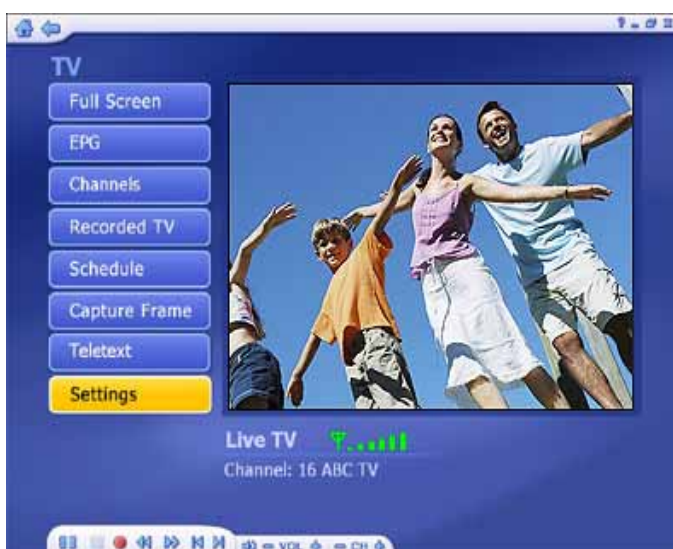 TV
Full Screen
EPG
Channels
Recorded TV
Schedule
Capture Frame
Teletext
Settings
Live TV
Channel: 16 ABC TV
VOL CH